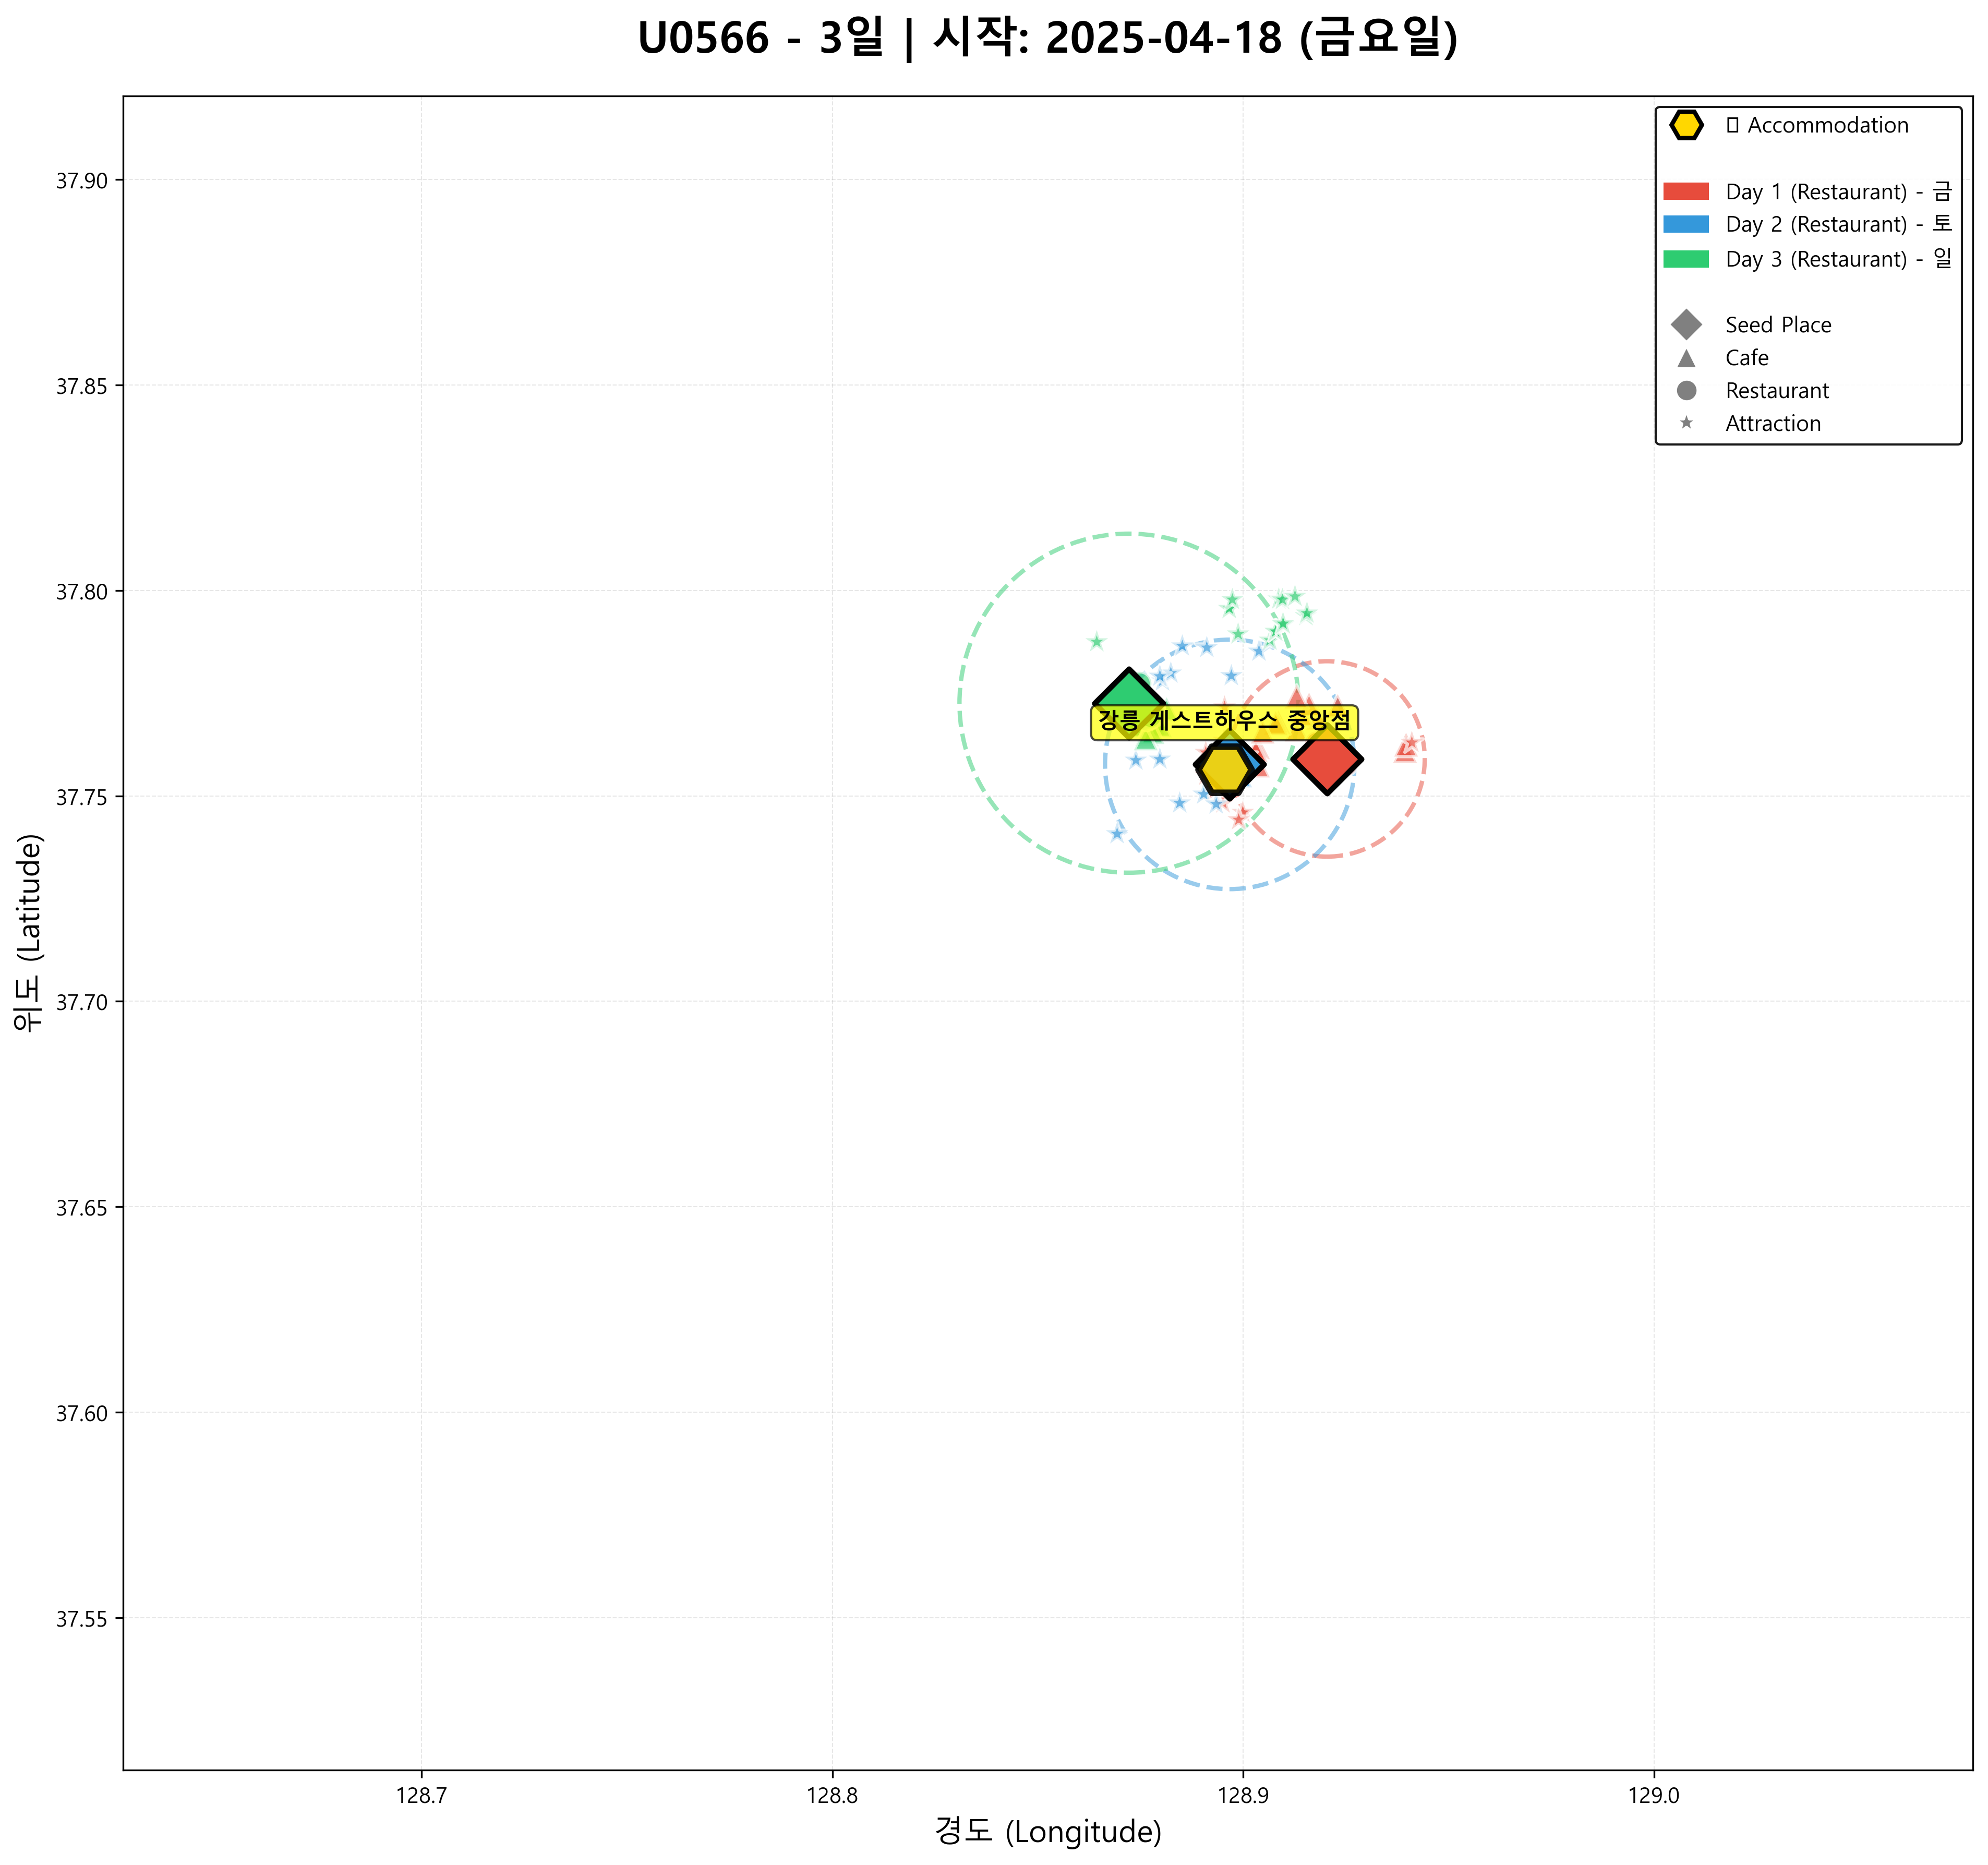 U0566 - 3일 | 시작: 2025-04-18 (금요일)
▯ Accommodation
Day 1 (Restaurant) - 금
Day 2 (Restaurant) - 토
Day 3 (Restaurant) - 일
Seed Place
Cafe
Restaurant
Attraction
강릉 게스트하우스 중앙점
위도 (Latitude)
37.90
37.85
37.80
37.75
37.70
37.65
37.60
37.55
128.7
128.8
128.9
129.0
경도 (Longitude)